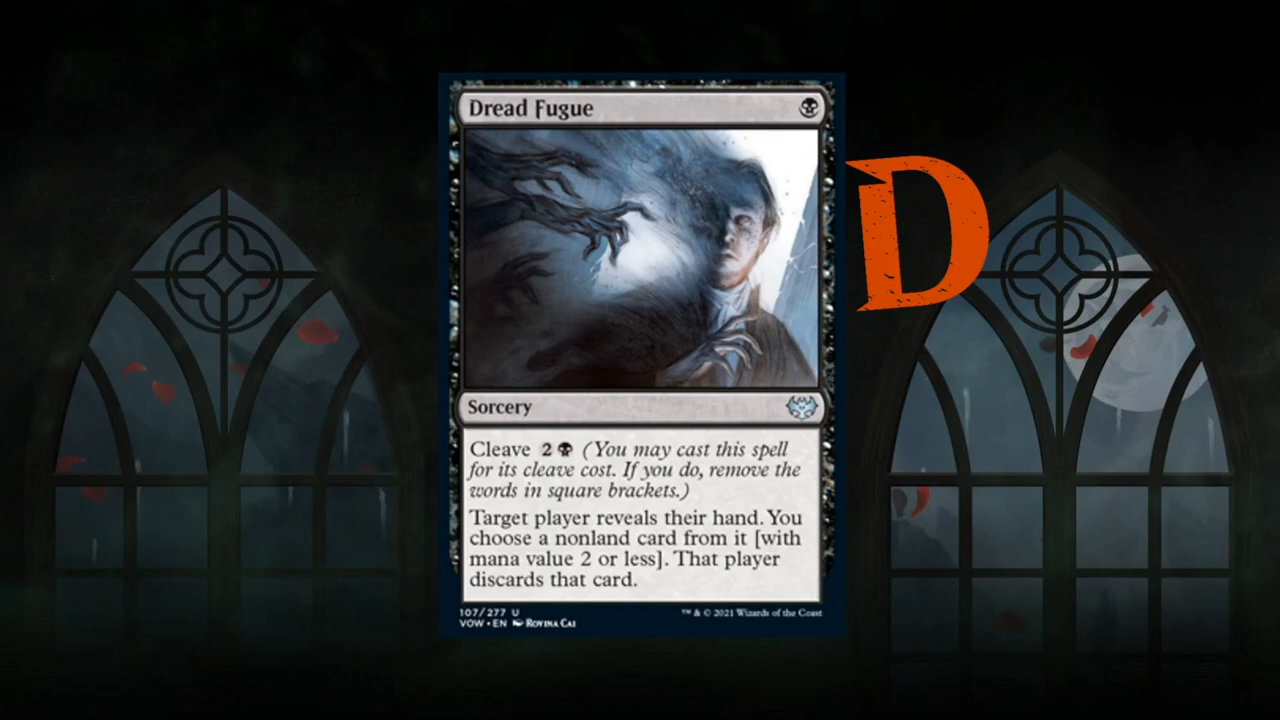 Dread Fugue
D
Sorcery
Cleave 2 (You may cast this spell
for its cleave cost. If you do, remove the
words in square brackets.)
Target player reveals their hand. You
choose a nonland card from it [with
mana value 2 or less]. That player
discards that card.
107/277 U
VOW • EN Rovina Cai
™ & © 2021 Wizards of the Coast